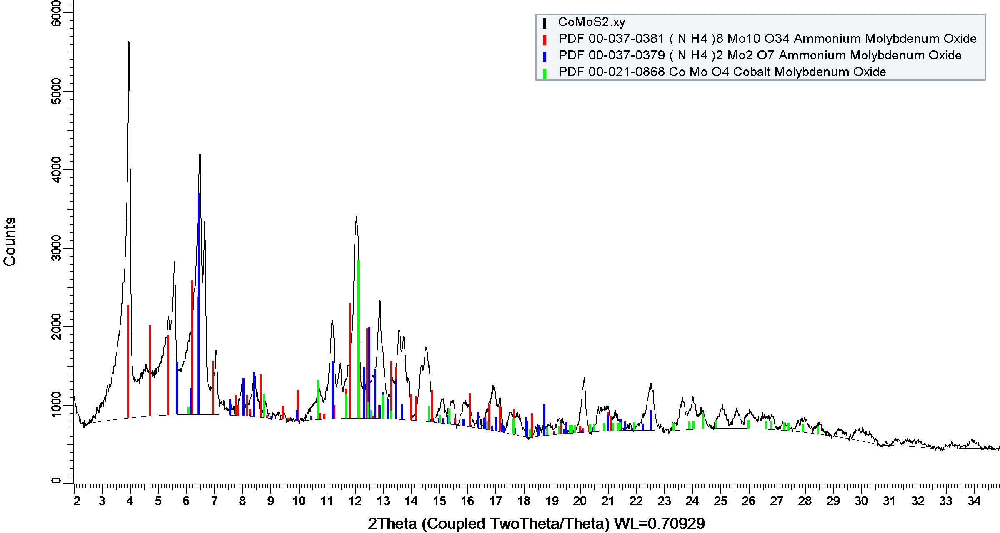 CoMoS2.xy
PDF 00-037-0381 ( N H4 )8 Mo10 O34 Ammonium Molybdenum Oxide
PDF 00-037-0379 ( N H4 )2 Mo2 O7 Ammonium Molybdenum Oxide
PDF 00-021-0868 Co Mo O4 Cobalt Molybdenum Oxide
Counts
6000
5000
4000
3000
2000
1000
0
2 3 4 5 6 7 8 9 10 11 12 13 14 15 16 17 18 19 20 21 22 23 24 25 26 27 28 29 30 31 32 33 34
2Theta (Coupled TwoTheta/Theta) WL=0.70929